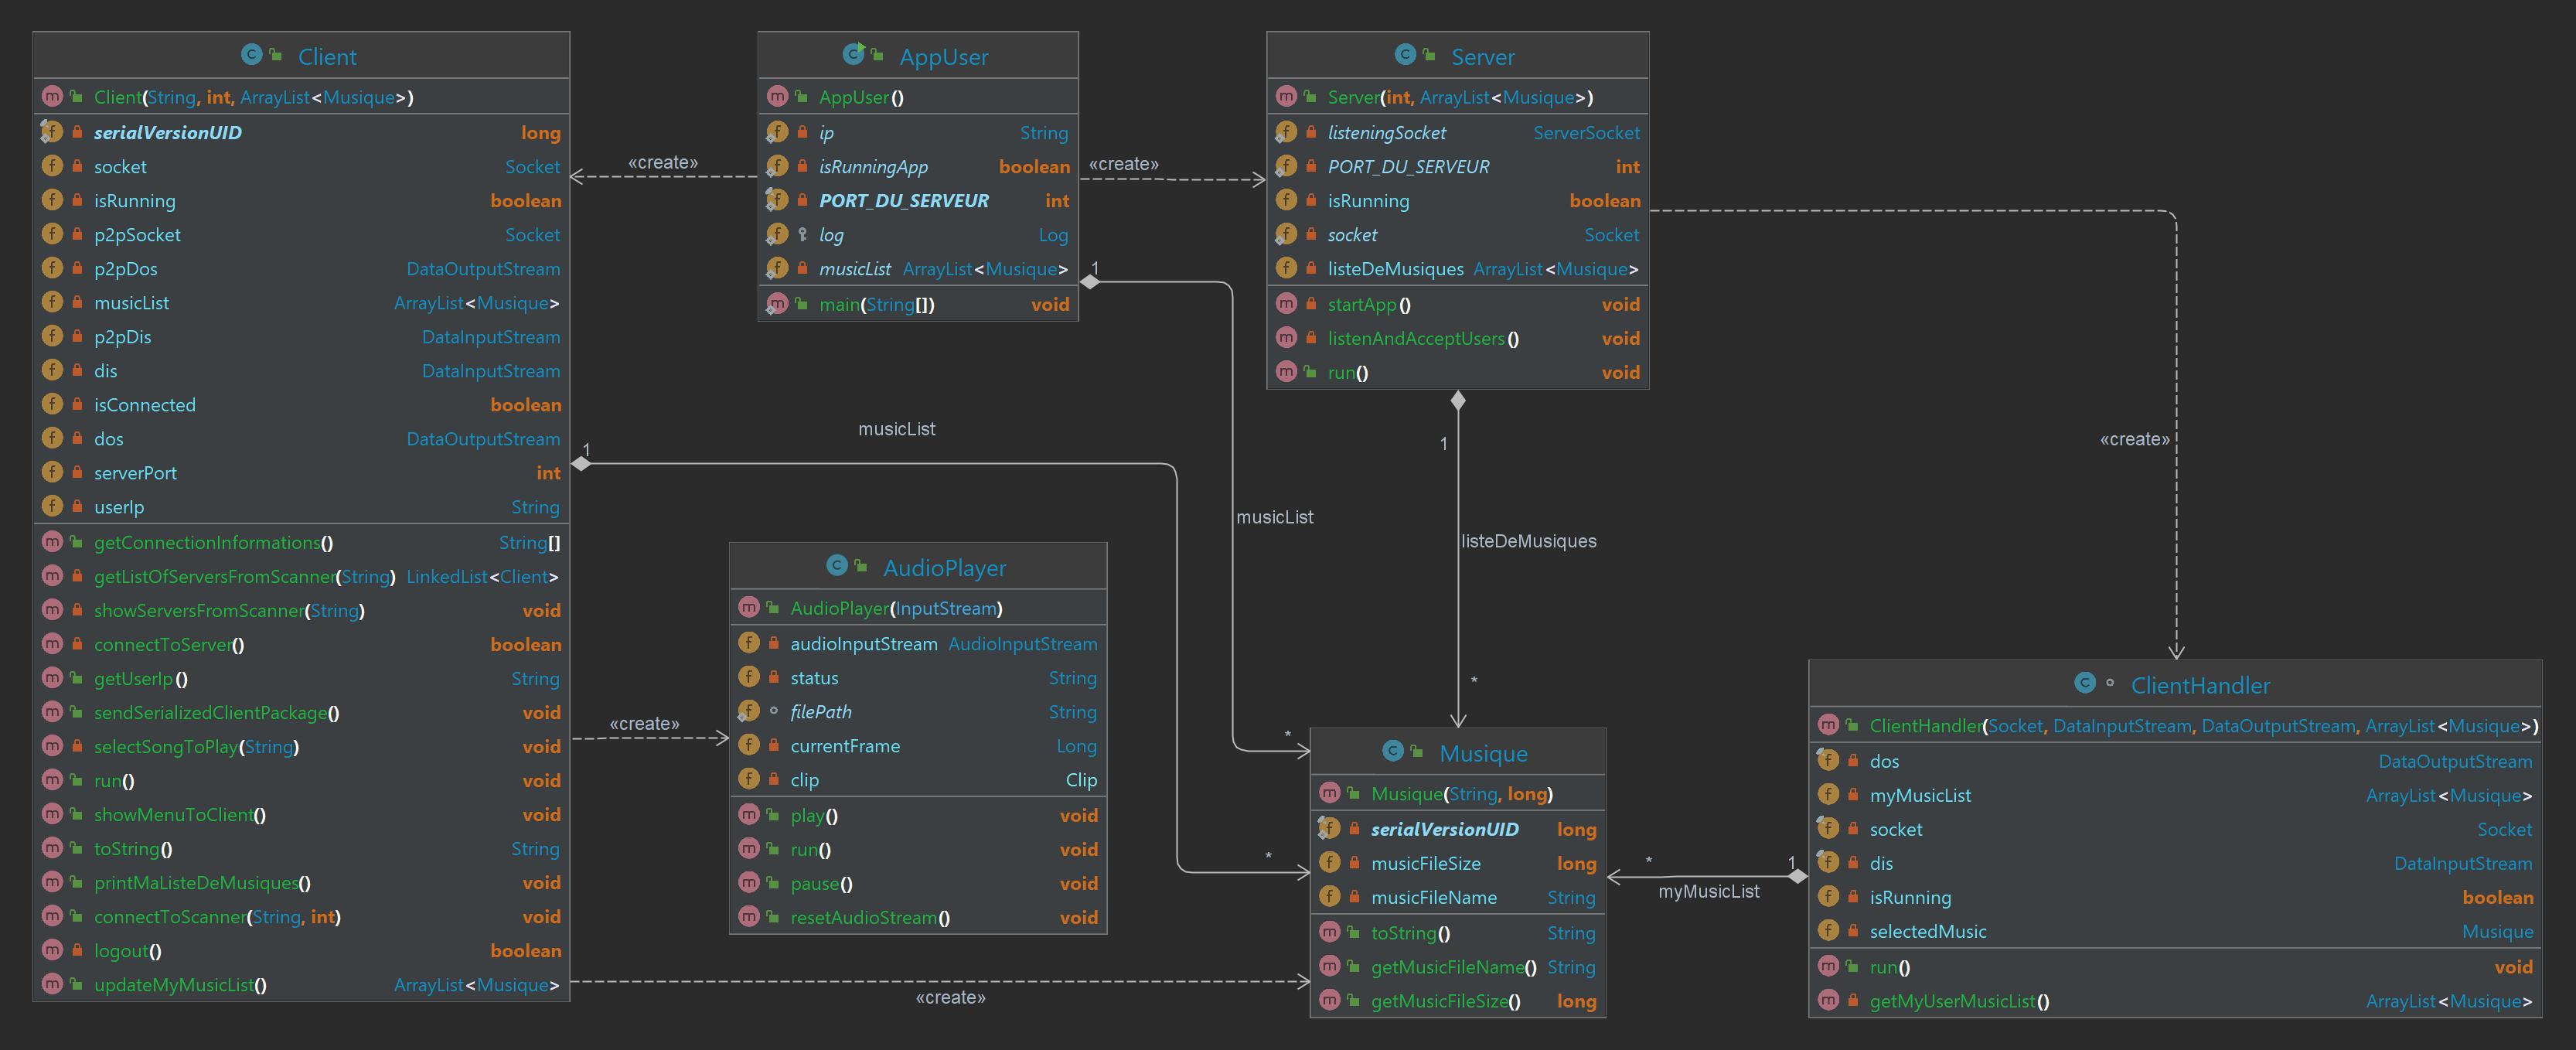 Client
Client(String, int, ArrayList<Musique>)
serialVersionUID long
socket Socket
isRunning boolean
p2pSocket Socket
p2pDos DataOutputStream
musicList ArrayList<Musique>
p2pDis DataInputStream
dis DataInputStream
isConnected boolean
dos DataOutputStream
serverPort int
userIp String
getConnectionInformations() String[]
getListOfServersFromScanner(String) LinkedList<Client>
showServersFromScanner(String) void
connectToServer() boolean
getUserIp() String
sendSerializedClientPackage() void
selectSongToPlay(String) void
run() void
showMenuToClient() void
toString() String
printMaListeDeMusiques() void
connectToScanner(String, int) void
logout() boolean
updateMyMusicList() ArrayList<Musique>
«create»
AppUser
AppUser()
ip String
isRunningApp boolean
PORT_DU_SERVEUR int
log Log
musicList ArrayList<Musique>
main(String[]) void
«create»
Server
Server(int, ArrayList<Musique>)
listeningSocket ServerSocket
PORT_DU_SERVEUR int
isRunning boolean
socket Socket
listeDeMusiques ArrayList<Musique>
startApp() void
listenAndAcceptUsers() void
run() void
1
musicList
*
1
musicList
*
1
listeDeMusiques
*
«create»
«create»
AudioPlayer
AudioPlayer(InputStream)
audioInputStream AudioInputStream
status String
filePath String
currentFrame Long
clip Clip
play() void
run() void
pause() void
resetAudioStream() void
«create»
Musique
Musique(String, long)
serialVersionUID long
musicFileSize long
musicFileName String
toString() String
getMusicFileName() String
getMusicFileSize() long
*
1
myMusicList
ClientHandler
ClientHandler(Socket, DataInputStream, DataOutputStream, ArrayList<Musique>)
dos DataOutputStream
myMusicList ArrayList<Musique>
socket Socket
dis DataInputStream
isRunning boolean
selectedMusic Musique
run() void
getMyUserMusicList() ArrayList<Musique>